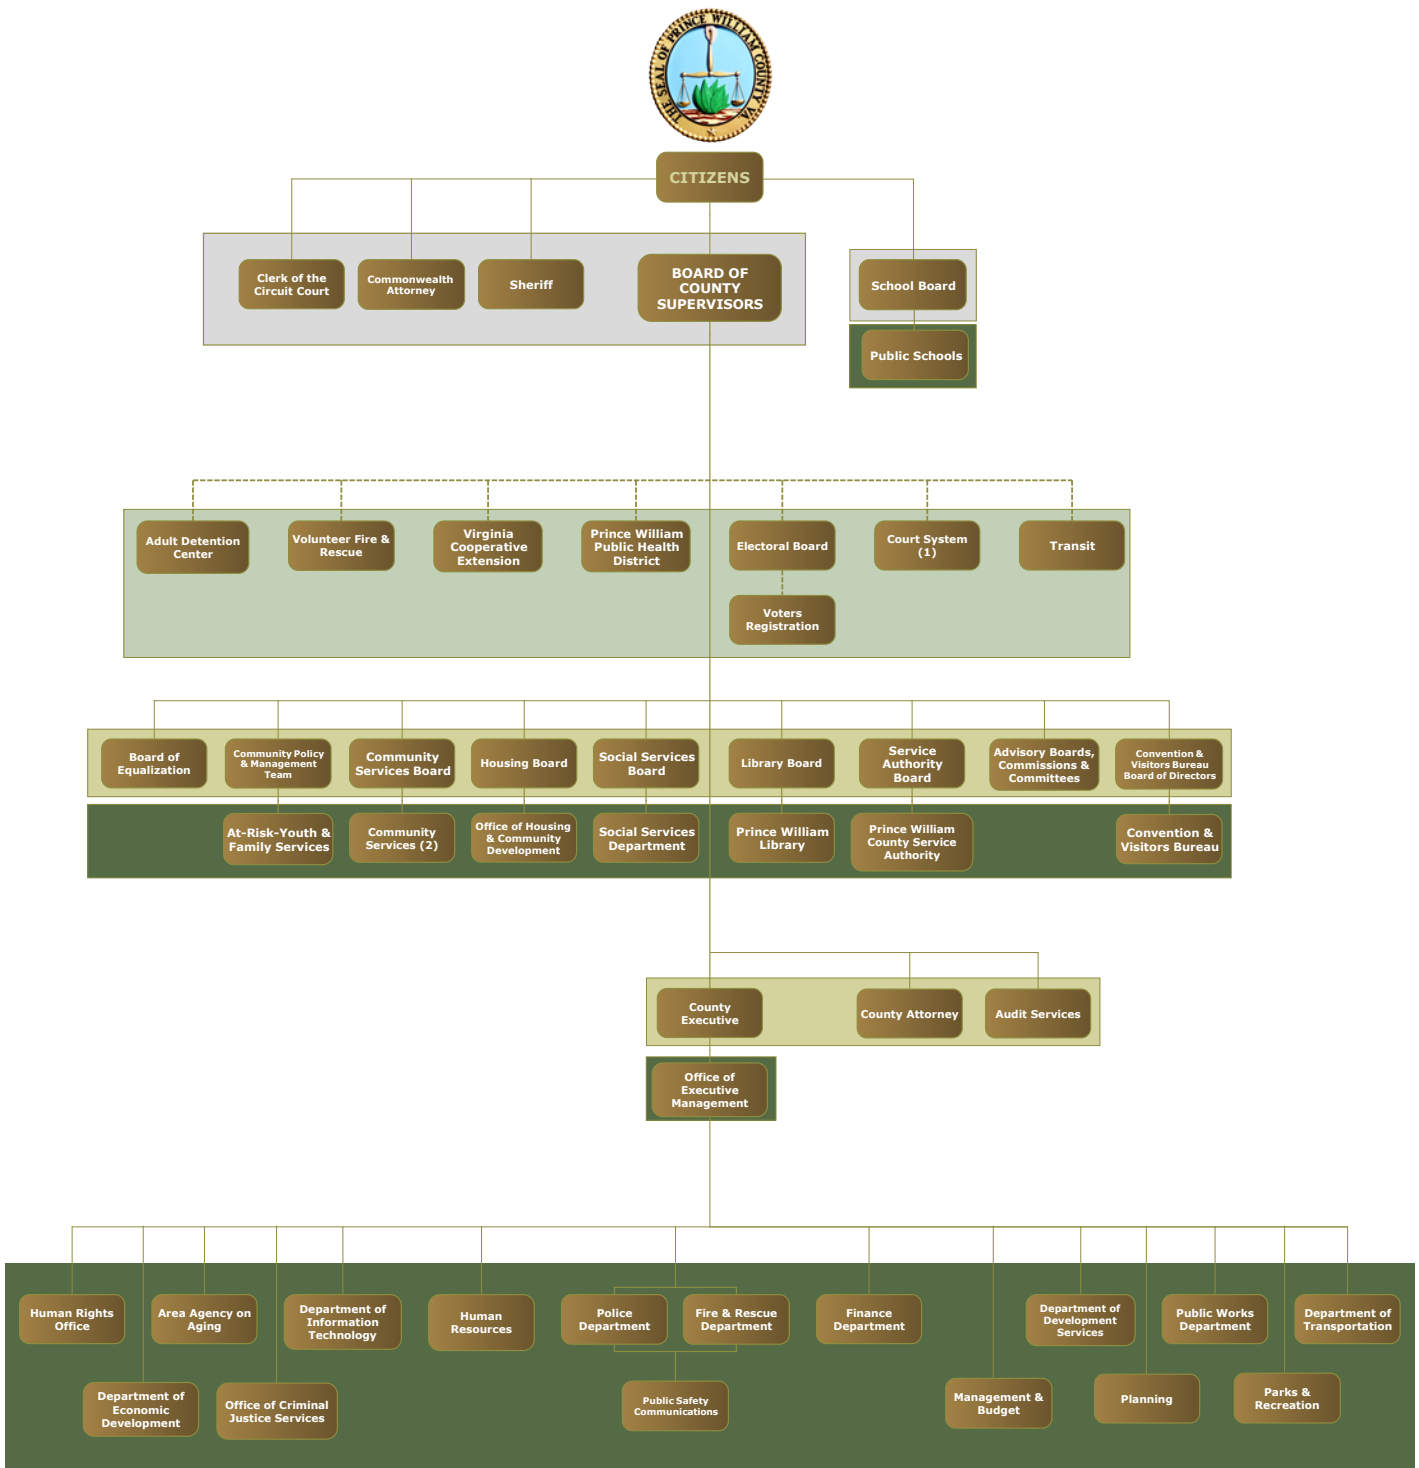 THE SEAL OF PRINCE WILLIAM COUNTY VA.
CITIZENS
Clerk of the
Circuit Court
Commonwealth
Attorney
Sheriff
BOARD OF
COUNTY
SUPERVISORS
School Board
Public Schools
Adult Detention
Center
Volunteer Fire &
Rescue
Virginia
Cooperative
Extension
Prince William
Public Health
District
Electoral Board
Court System
(1)
Transit
Voters
Registration
Board of
Equalization
Community Policy
& Management
Team
Community
Services Board
Housing Board
Social Services
Board
Library Board
Service
Authority
Board
Advisory Boards,
Commissions &
Committees
Convention &
Visitors Bureau
Board of Directors
At-Risk-Youth &
Family Services
Community
Services (2)
Office of Housing
& Community
Development
Social Services
Department
Prince William
Library
Prince William
County Service
Authority
Convention &
Visitors Bureau
County
Executive
County Attorney
Audit Services
Office of
Executive
Management
Human Rights
Office
Area Agency on
Aging
Department of
Information
Technology
Human
Resources
Police
Department
Fire & Rescue
Department
Finance
Department
Department of
Development
Services
Public Works
Department
Department of
Transportation
Department of
Economic
Development
Office of Criminal
Justice Services
Public Safety
Communications
Management &
Budget
Planning
Parks &
Recreation